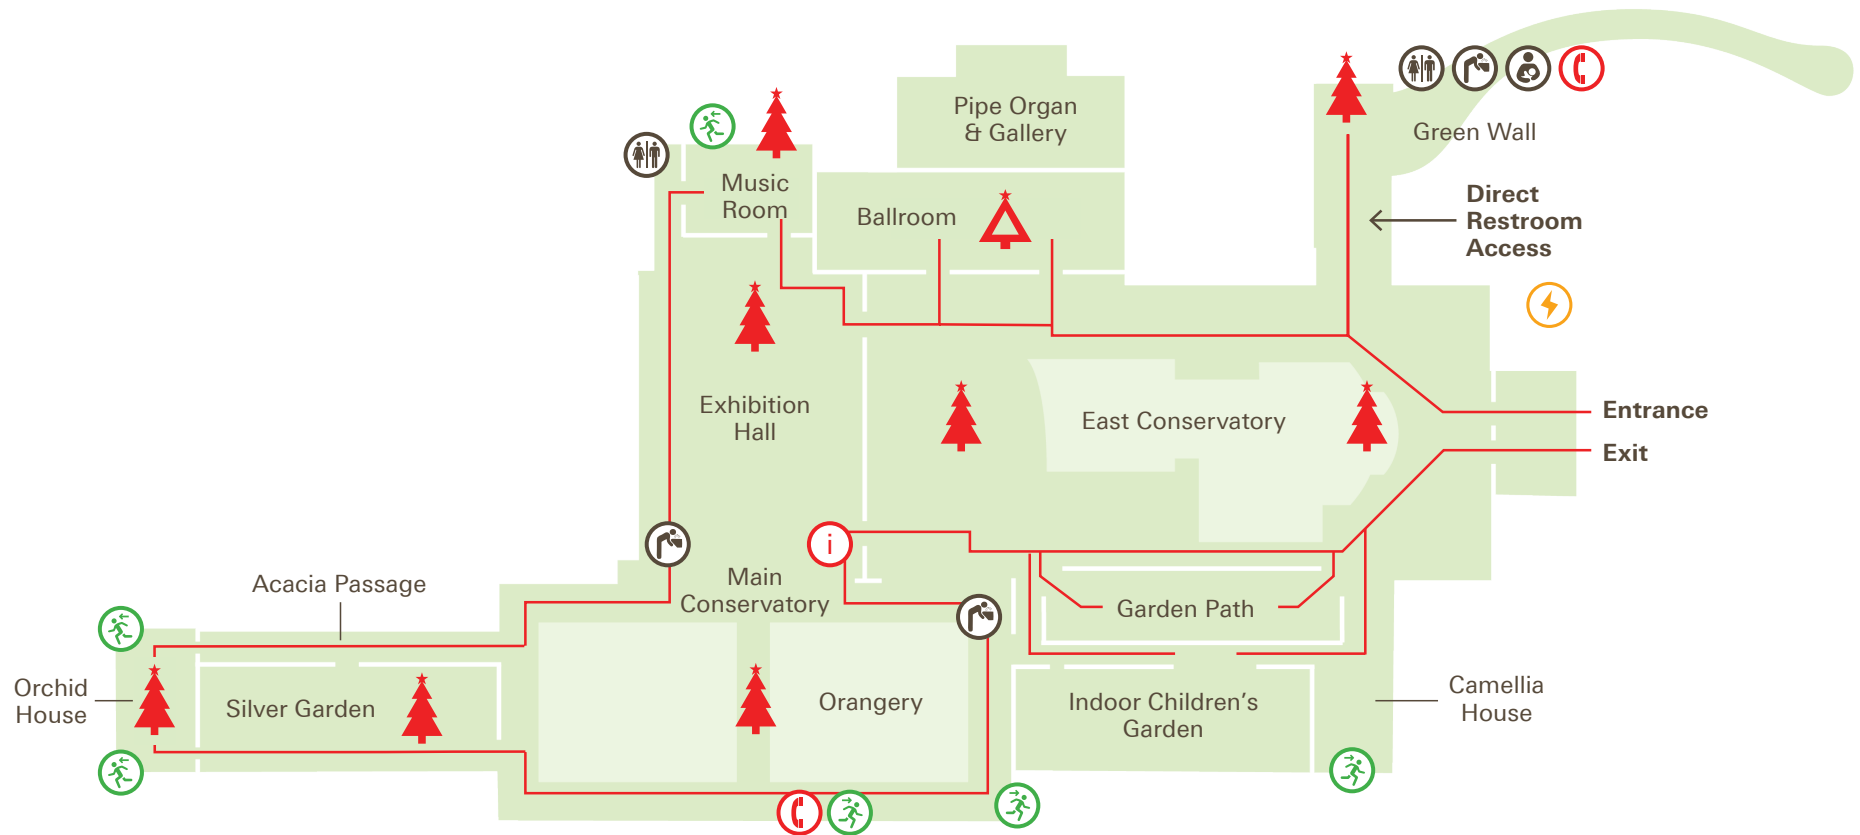 Pipe Organ
& Gallery
Green Wall
Music
Room
Ballroom
Direct
Restroom
Access
Exhibition
Hall
East Conservatory
Entrance
Exit
i
Main
Conservatory
Acacia Passage
Garden Path
Orchid
House
Silver Garden
Orangery
Indoor Children's
Garden
Camellia
House